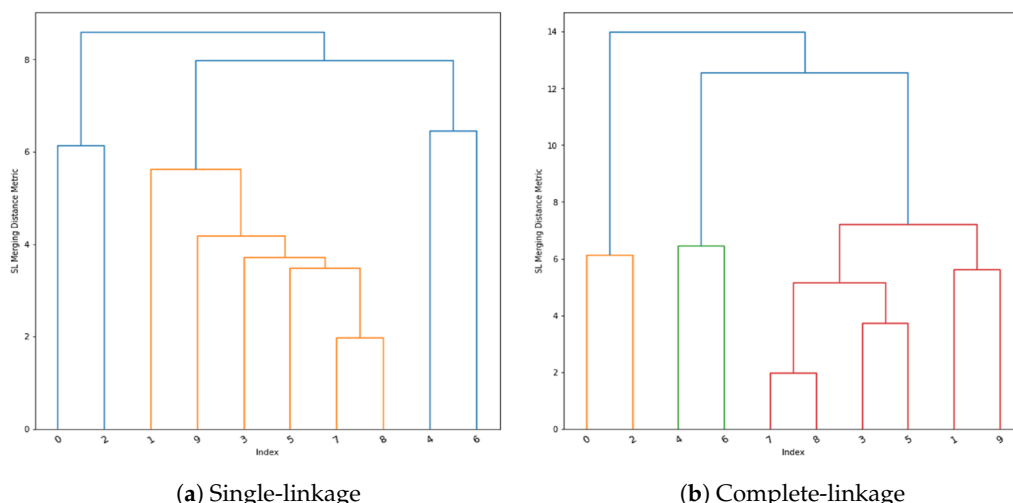 8
6
4
2
0
SL Merging Distance Metric
0 2 1 9 3 5 7 8 4 6
Index
(a) Single-linkage
14
12
10
8
6
4
2
0
SL Merging Distance Metric
0 2 4 6 7 8 3 5 1 9
Index
(b) Complete-linkage